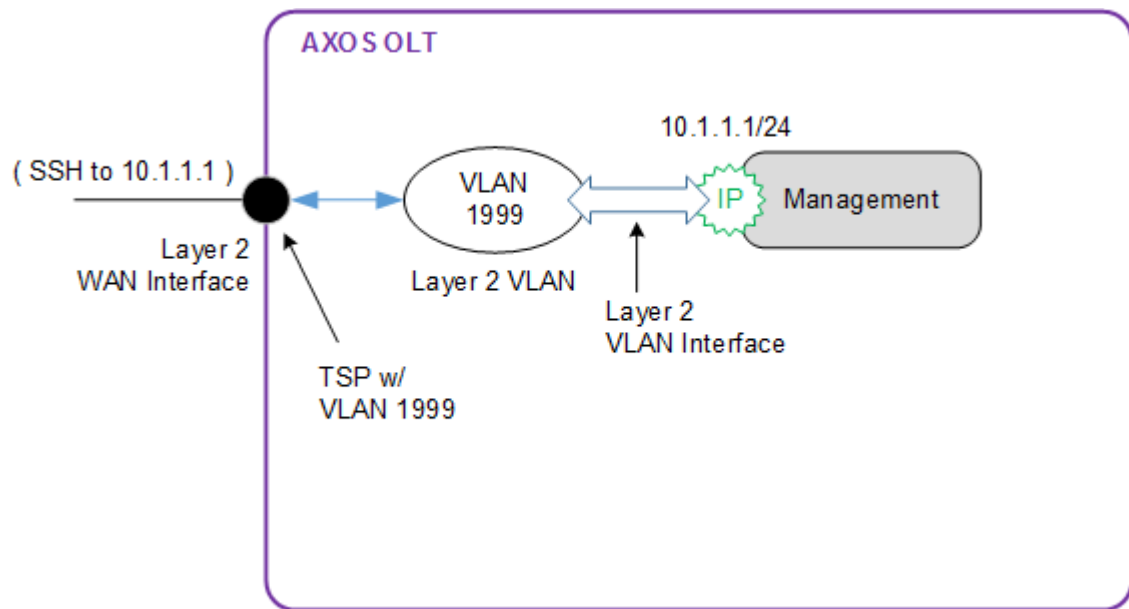 AXOS OLT
10.1.1.1/24
( SSH to 10.1.1.1 )
VLAN
1999
IP
Management
Layer 2
WAN Interface
Layer 2 VLAN
Layer 2
VLAN Interface
TSP w/
VLAN 1999